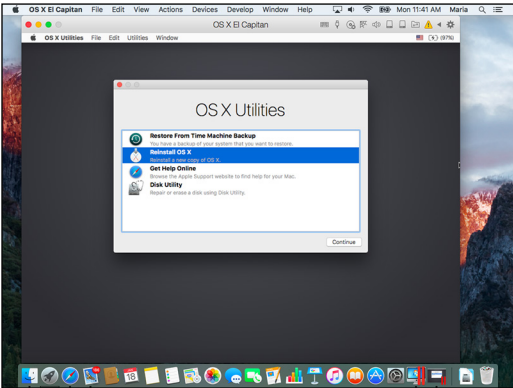 OS X El Capitan File Edit View Actions Devices Develop Window Help Mon 11:41 AM Maria
OS X El Capitan
OS X Utilities File Edit Utilities Window (97%)
OS X Utilities
Restore From Time Machine Backup
You have a backup of your system that you want to restore.
Reinstall OS X
Reinstall a new copy of OS X.
Get Help Online
Browse the Apple Support website to find help for your Mac.
Disk Utility
Repair or erase a disk using Disk Utility.
Continue
18